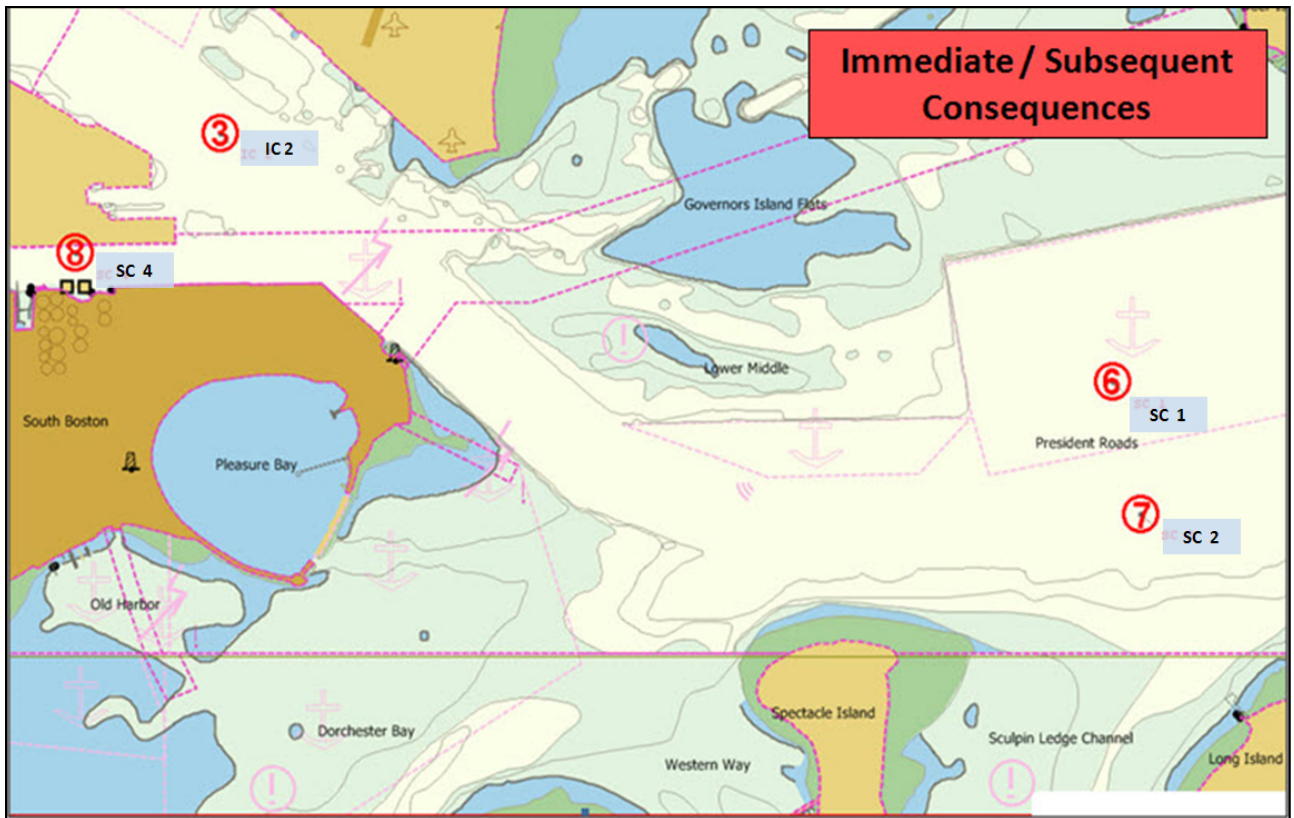 Immediate / Subsequent
Consequences
3
IC 2
Governors Island Flats
8
SC 4
Lower Middle
6
SC 1
South Boston
President Roads
Pleasure Bay
7
SC 2
Old Harbor
Spectacle Island
Dorchester Bay
Sculpin Ledge Channel
Western Way
Long Island